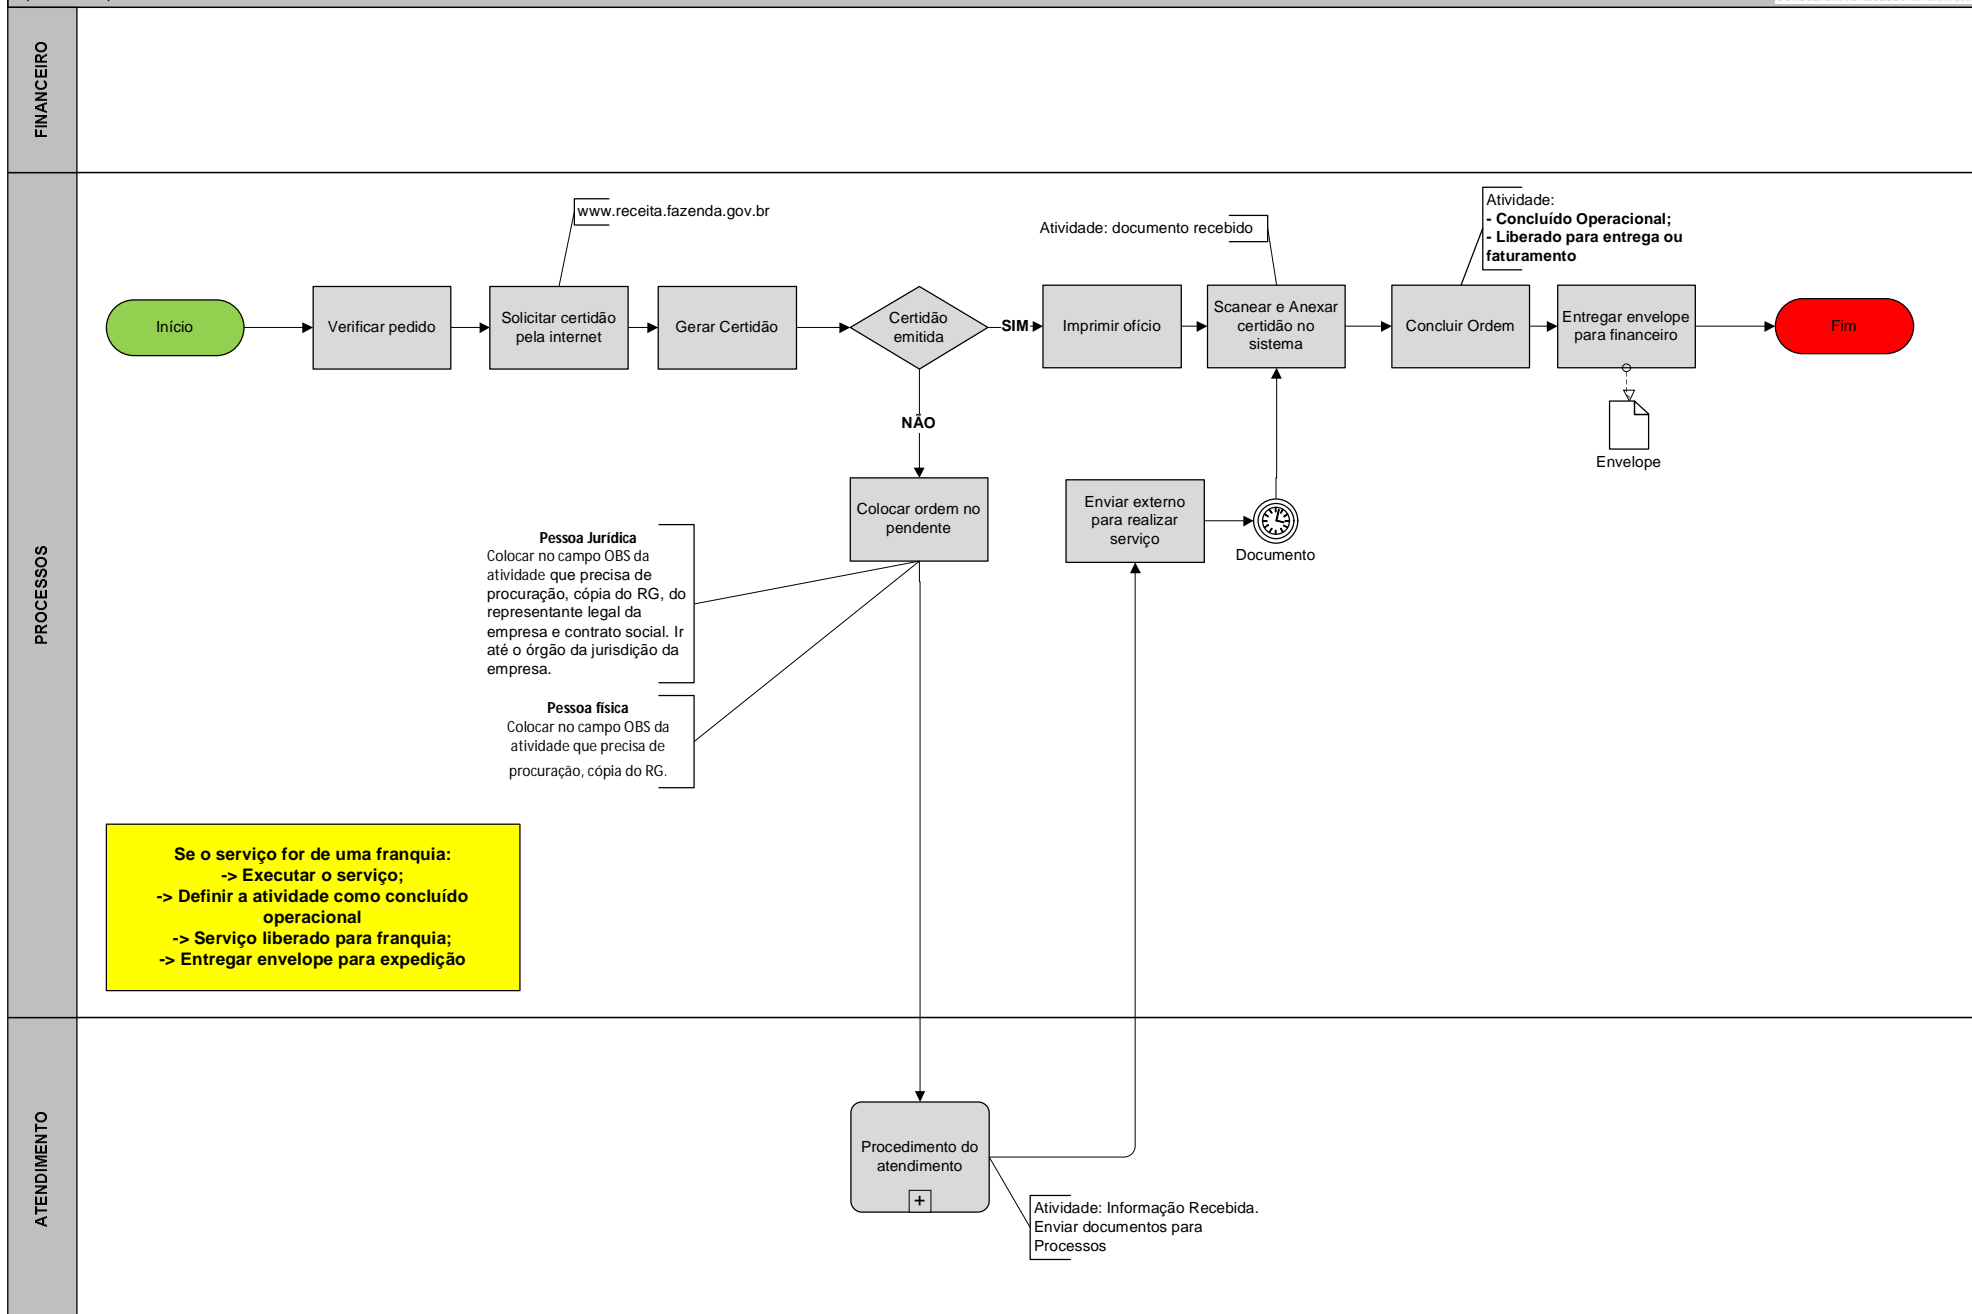 FINANCEIRO
PROCESSOS
www.receita.fazenda.gov.br
Atividade: documento recebido
Atividade:
- Concluído Operacional;
- Liberado para entrega ou
faturamento
Início
Verificar pedido
Solicitar certidão
pela internet
Gerar Certidão
Certidão
emitida
SIM
Imprimir ofício
Scanear e Anexar
certidão no
sistema
Concluir Ordem
Entregar envelope
para financeiro
Fim
NÃO
Envelope
Colocar ordem no
pendente
Enviar externo
para realizar
serviço
Documento
Pessoa Jurídica
Colocar no campo OBS da
atividade que precisa de
procuração, cópia do RG, do
representante legal da
empresa e contrato social. Ir
até o órgão da jurisdição da
empresa.
Pessoa física
Colocar no campo OBS da
atividade que precisa de
procuração, cópia do RG.
Se o serviço for de uma franquia:
-> Executar o serviço;
-> Definir a atividade como concluído
operacional
-> Serviço liberado para franquia;
-> Entregar envelope para expedição
ATENDIMENTO
Procedimento do
atendimento
+
Atividade: Informação Recebida.
Enviar documentos para
Processos